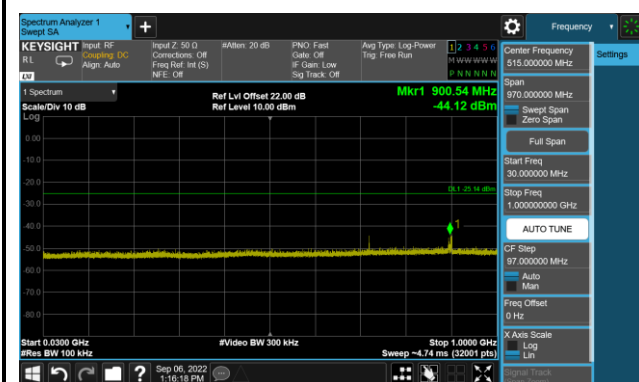 Spectrum Analyzer 1
Swept SA
+
Frequency
KEYSIGHT
RL
LXI
Input: RF
Coupling: DC
Align: Auto
Input Z: 50 Ω
Corrections: Off
Freq Ref: Int (S)
NFE: Off
#Atten: 20 dB
PNO: Fast
Gate: Off
IF Gain: Low
Sig Track: Off
Avg Type: Log-Power
Trig: Free Run
1 2 3 4 5 6
M W W W W W
P N N N N N
1 Spectrum
Scale/Div 10 dB
Log
Ref Lvl Offset 22.00 dB
Ref Level 10.00 dBm
Mkr1 900.54 MHz
-44.12 dBm
0.00
-10.0
-20.0
-30.0
-40.0
-50.0
-60.0
-70.0
-80.0
DL1 -25.14 dBm
1
Start 0.0300 GHz
#Res BW 100 kHz
#Video BW 300 kHz
Stop 1.0000 GHz
Sweep ~4.74 ms (32001 pts)
Center Frequency
515.000000 MHz
Settings
Span
970.000000 MHz
Swept Span
Zero Span
Full Span
Start Freq
30.000000 MHz
Stop Freq
1.000000000 GHz
AUTO TUNE
CF Step
97.000000 MHz
Auto
Man
Freq Offset
0 Hz
X Axis Scale
Log
Lin
Signal Track
?
Sep 06, 2022
1:16:18 PM